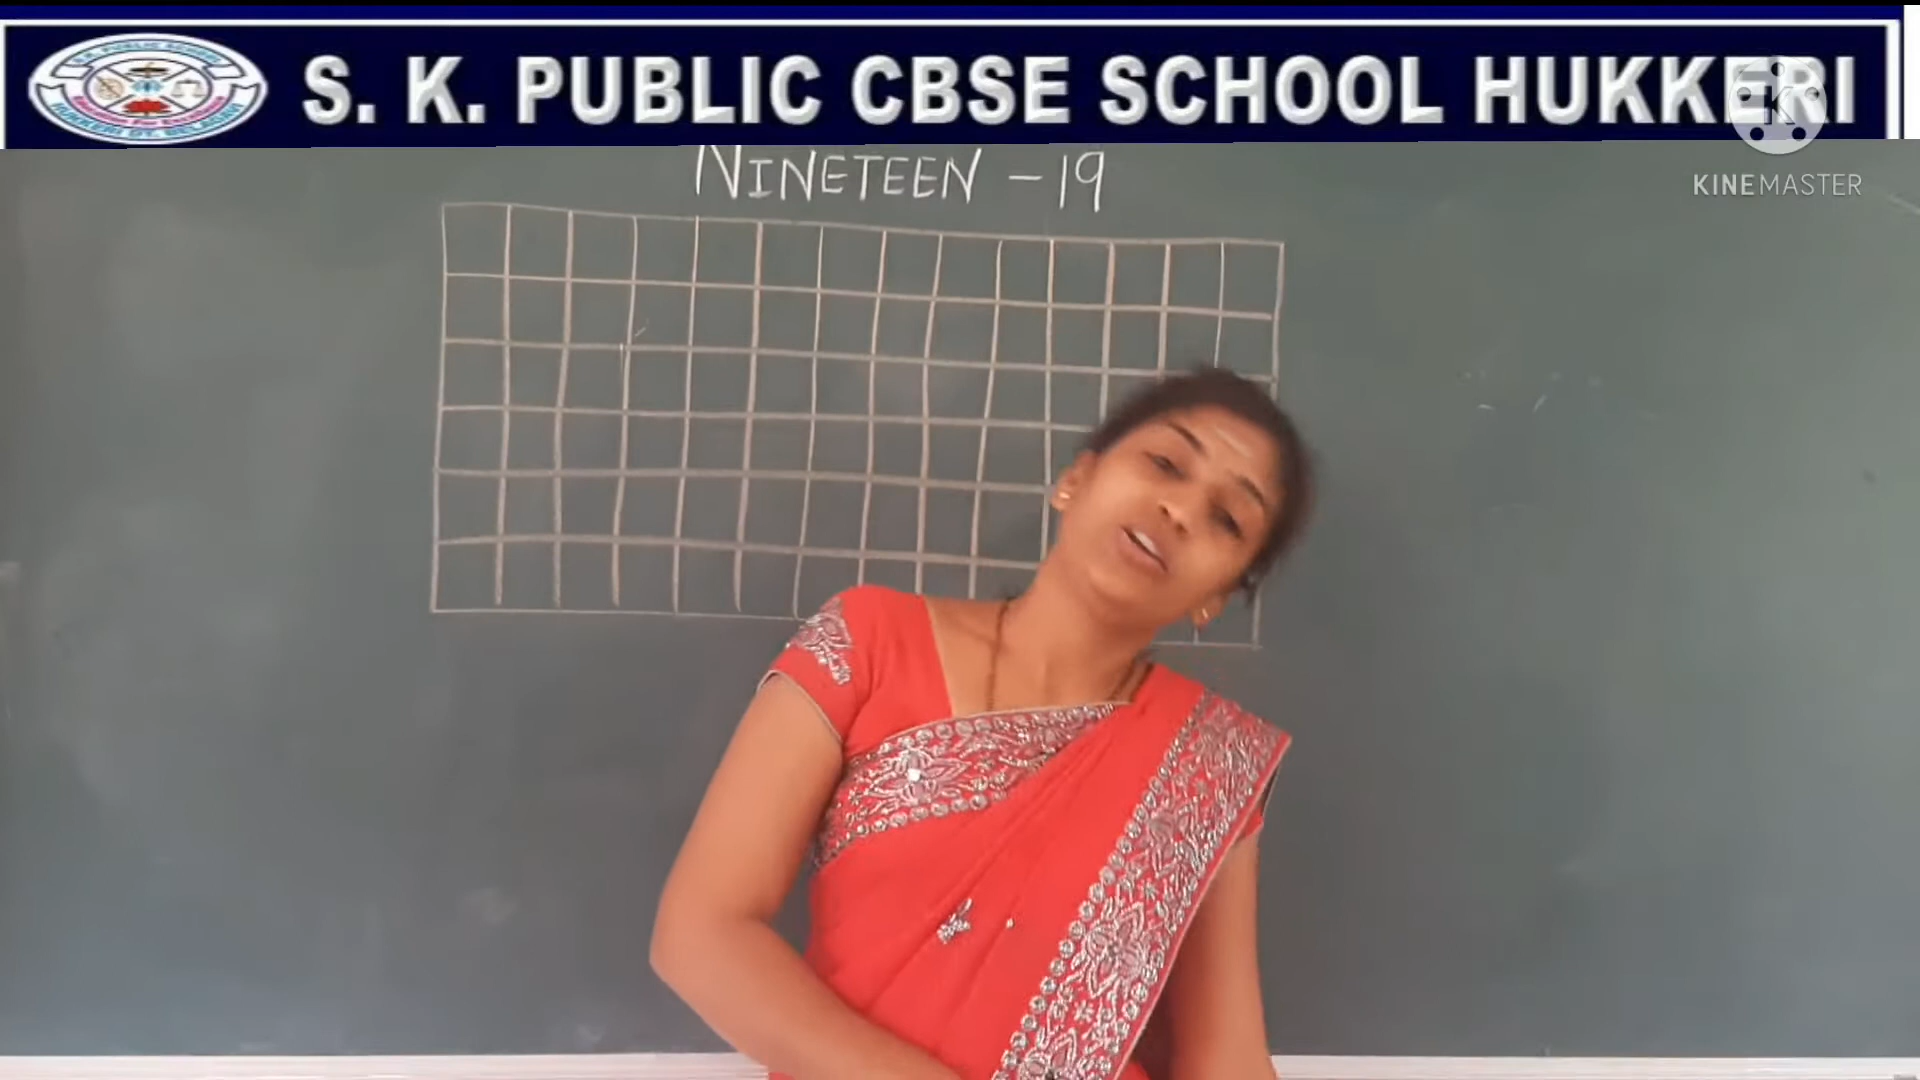 S. K. PUBLIC CBSE SCHOOL HUKKERI
KINEMASTER
NINETEEN - 19